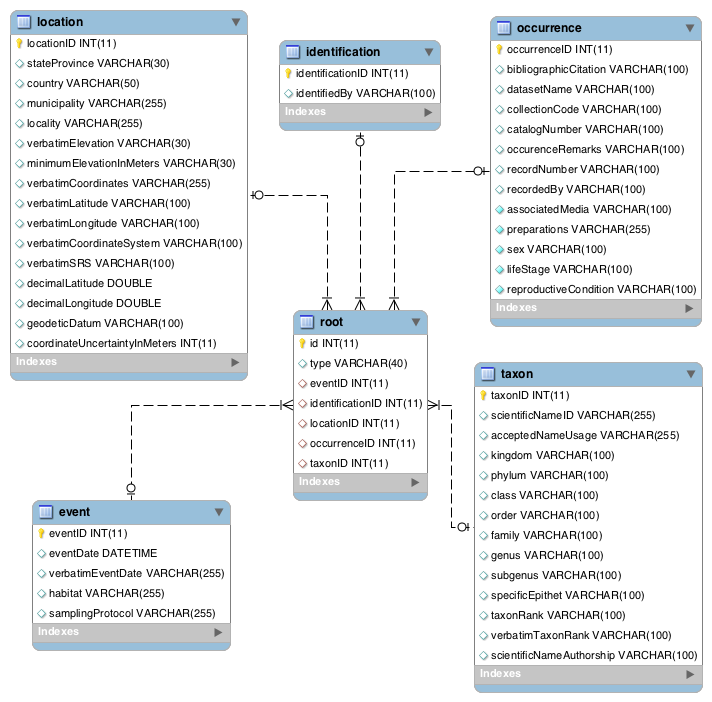 location
locationID INT(11)
stateProvince VARCHAR(30)
country VARCHAR(50)
municipality VARCHAR(255)
locality VARCHAR(255)
verbatimElevation VARCHAR(30)
minimumElevationInMeters VARCHAR(30)
verbatimCoordinates VARCHAR(255)
verbatimLatitude VARCHAR(100)
verbatimLongitude VARCHAR(100)
verbatimCoordinateSystem VARCHAR(100)
verbatimSRS VARCHAR(100)
decimalLatitude DOUBLE
decimalLongitude DOUBLE
geodeticDatum VARCHAR(100)
coordinateUncertaintyInMeters INT(11)
Indexes
identification
identificationID INT(11)
identifiedBy VARCHAR(100)
Indexes
occurrence
occurrenceID INT(11)
bibliographicCitation VARCHAR(100)
datasetName VARCHAR(100)
collectionCode VARCHAR(100)
catalogNumber VARCHAR(100)
occurenceRemarks VARCHAR(100)
recordNumber VARCHAR(100)
recordedBy VARCHAR(100)
associatedMedia VARCHAR(100)
preparations VARCHAR(255)
sex VARCHAR(100)
lifeStage VARCHAR(100)
reproductiveCondition VARCHAR(100)
Indexes
root
id INT(11)
type VARCHAR(40)
eventID INT(11)
identificationID INT(11)
locationID INT(11)
occurrenceID INT(11)
taxonID INT(11)
Indexes
event
eventID INT(11)
eventDate DATETIME
verbatimEventDate VARCHAR(255)
habitat VARCHAR(255)
samplingProtocol VARCHAR(255)
Indexes
taxon
taxonID INT(11)
scientificNameID VARCHAR(255)
acceptedNameUsage VARCHAR(255)
kingdom VARCHAR(100)
phylum VARCHAR(100)
class VARCHAR(100)
order VARCHAR(100)
family VARCHAR(100)
genus VARCHAR(100)
subgenus VARCHAR(100)
specificEpithet VARCHAR(100)
taxonRank VARCHAR(100)
verbatimTaxonRank VARCHAR(100)
scientificNameAuthorship VARCHAR(100)
Indexes